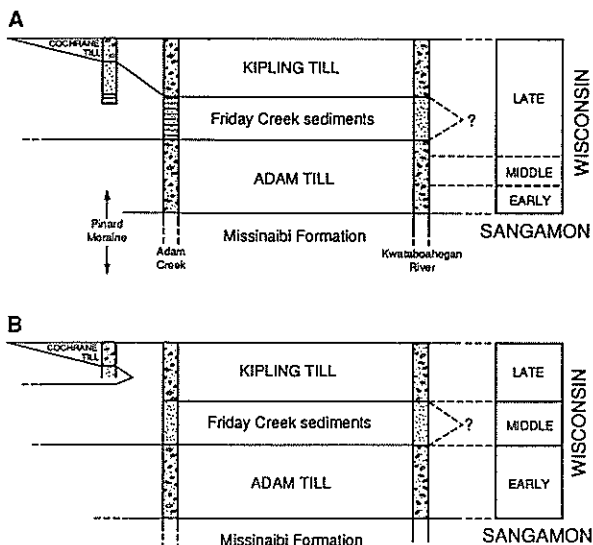 A
COCHRANE
TILL
KIPLING TILL
Friday Creek sediments
?
ADAM TILL
Pinard
Moraine
Adam
Creek
Missinaibi Formation
Kwataboahegan
River
LATE
MIDDLE
EARLY
WISCONSIN
SANGAMON
B
COCHRANE
TILL
KIPLING TILL
Friday Creek sediments
?
ADAM TILL
Missinaibi Formation
LATE
MIDDLE
EARLY
WISCONSIN
SANGAMON